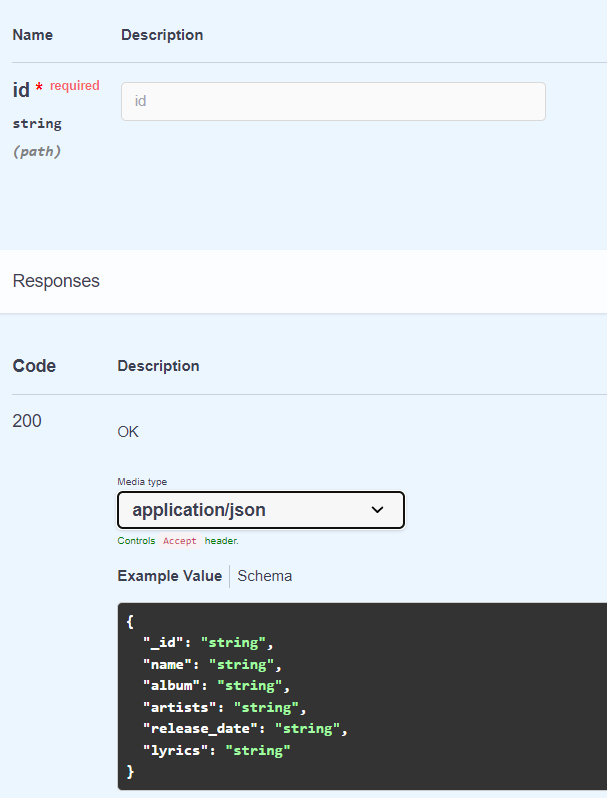 Name Description
id * required
id
string
(path)
Responses
Code Description
200
OK
Media type
application/json
Controls Accept header.
Example Value Schema
{
"_id": "string",
"name": "string",
"album": "string",
"artists": "string",
"release_date": "string",
"lyrics": "string"
}